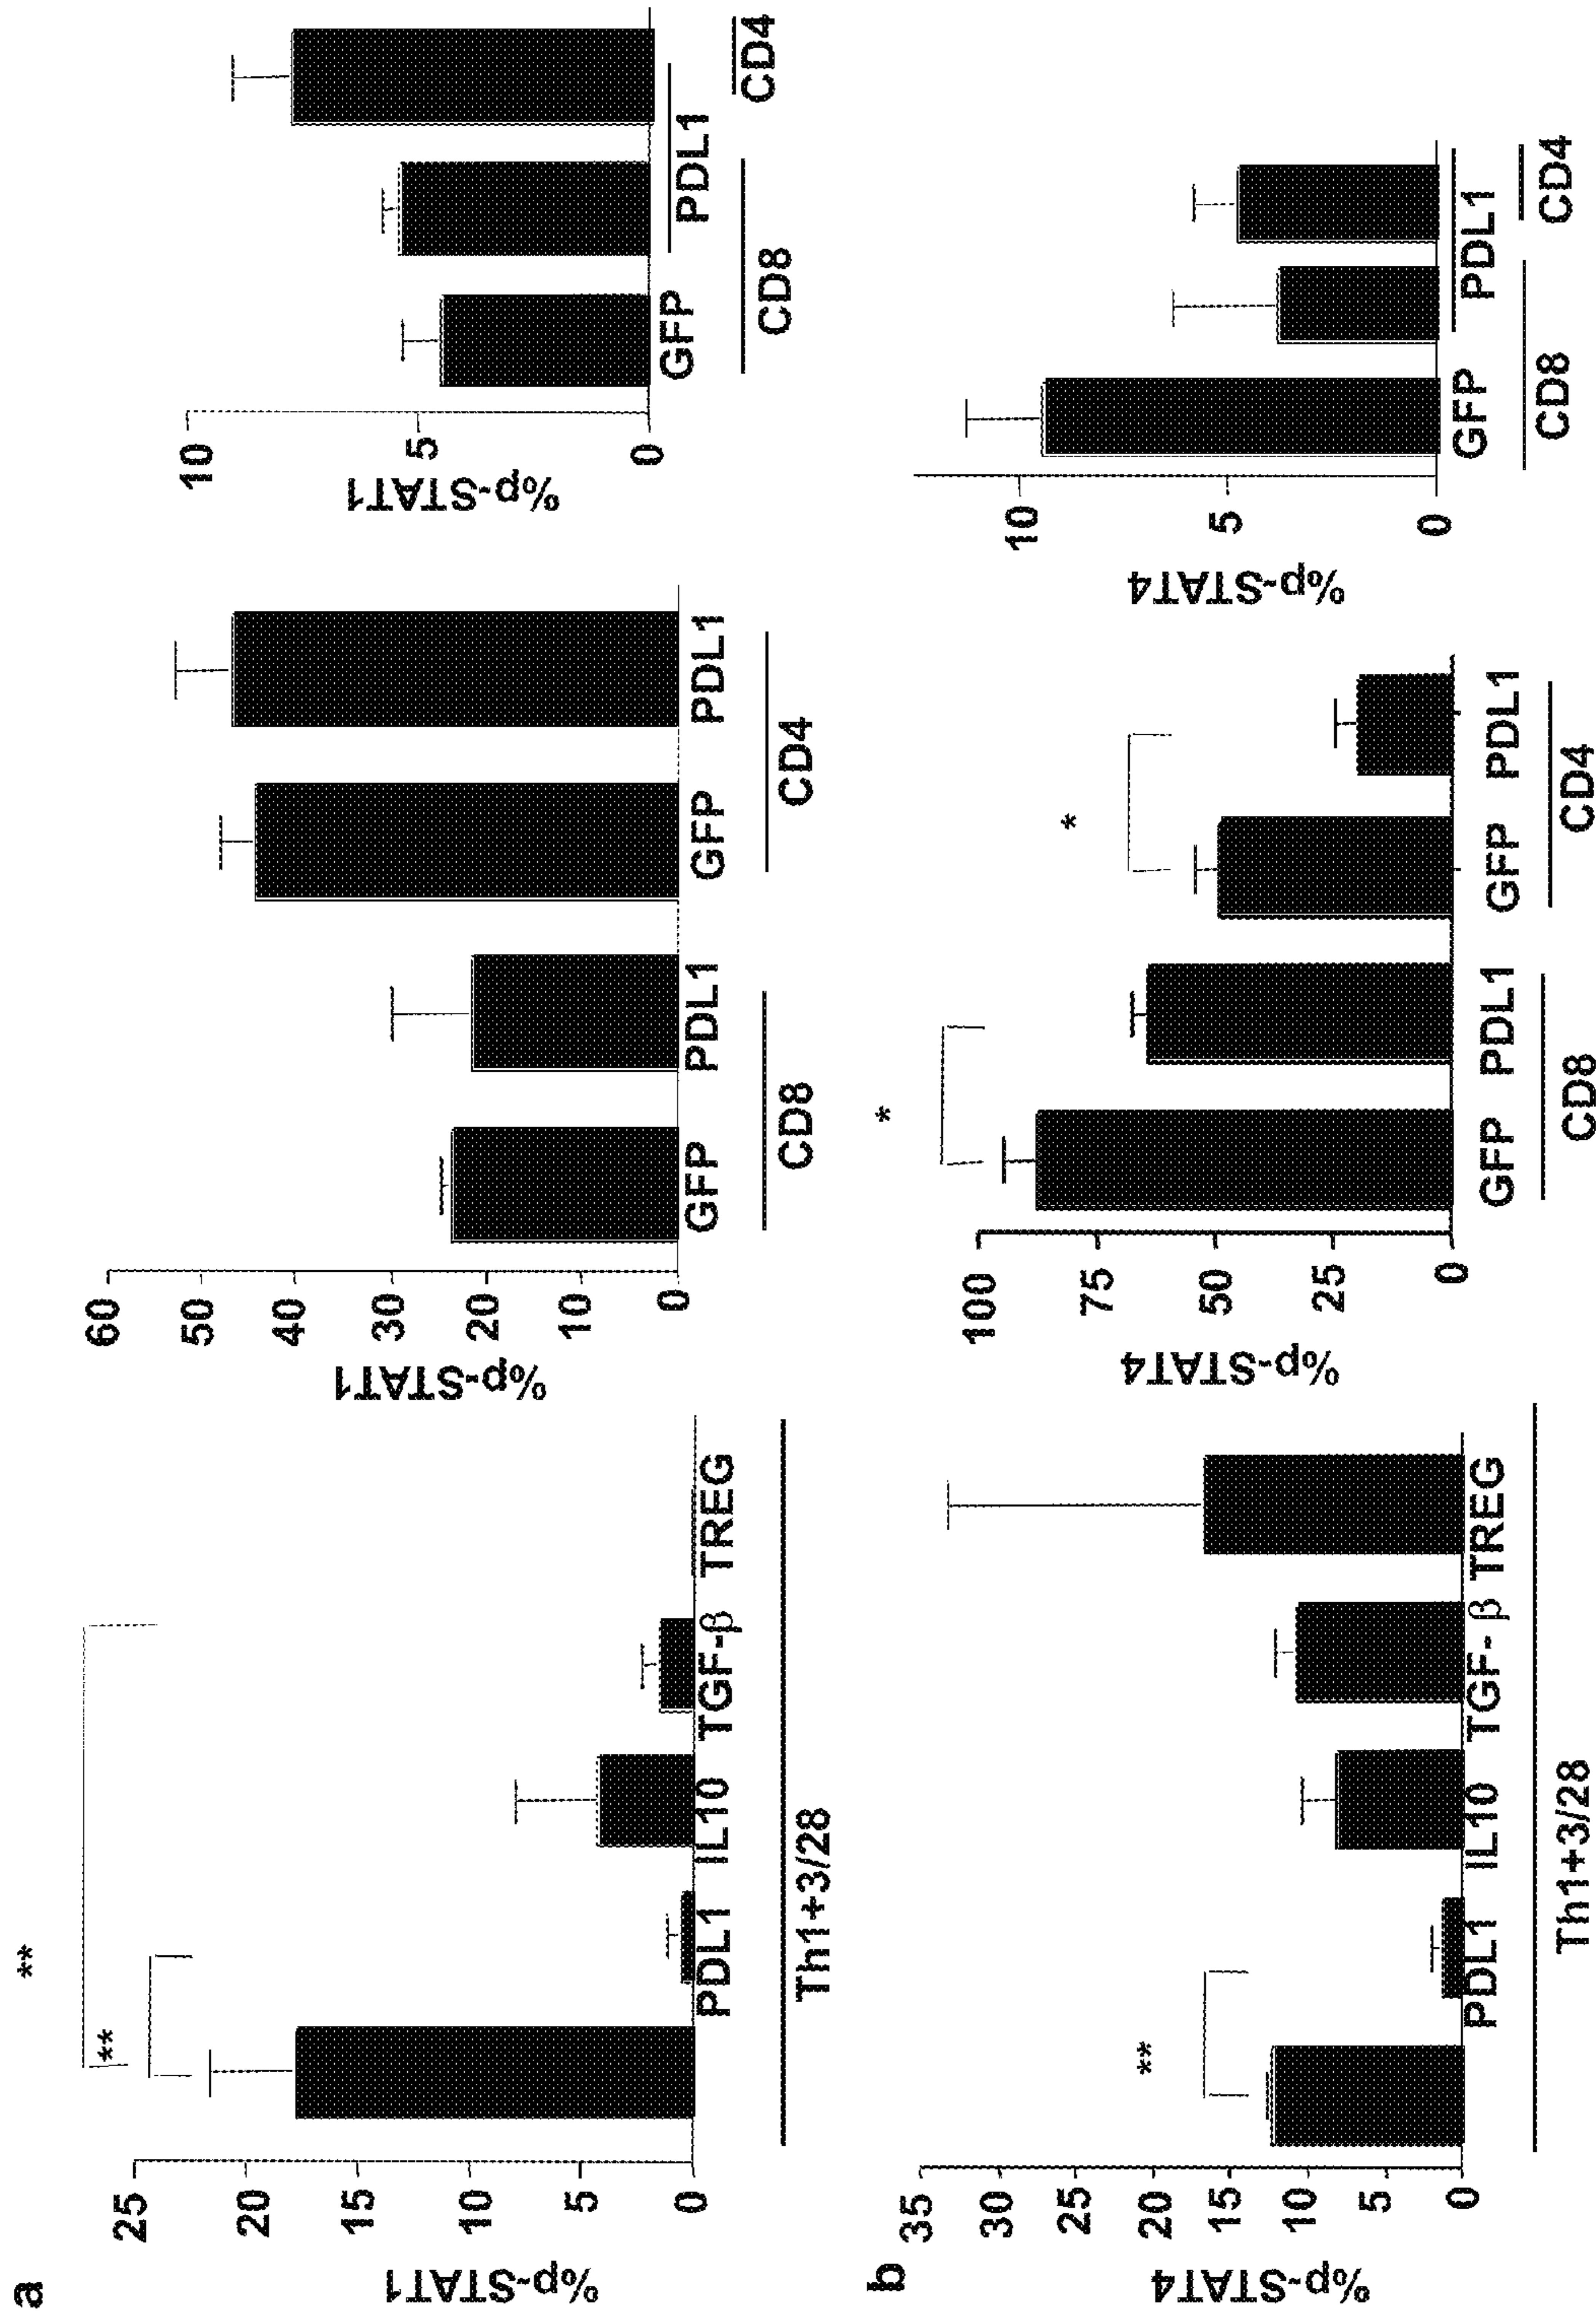 a
%p-STAT1
25
20
15
10
5
0
**
**
PDL1 IL10 TGF-β TREG
Th1+3/28
%p-STAT1
60
50
40
30
20
10
0
GFP PDL1 GFP PDL1
CD8 CD4
%p-STAT1
10
5
0
GFP PDL1
CD8 CD4
b
%p-STAT4
35
30
25
20
15
10
5
0
**
PDL1 IL10 TGF- β TREG
Th1+3/28
%p-STAT4
100
75
50
25
0
*
*
GFP PDL1 GFP PDL1
CD8 CD4
%p-STAT4
10
5
0
GFP PDL1
CD8 CD4